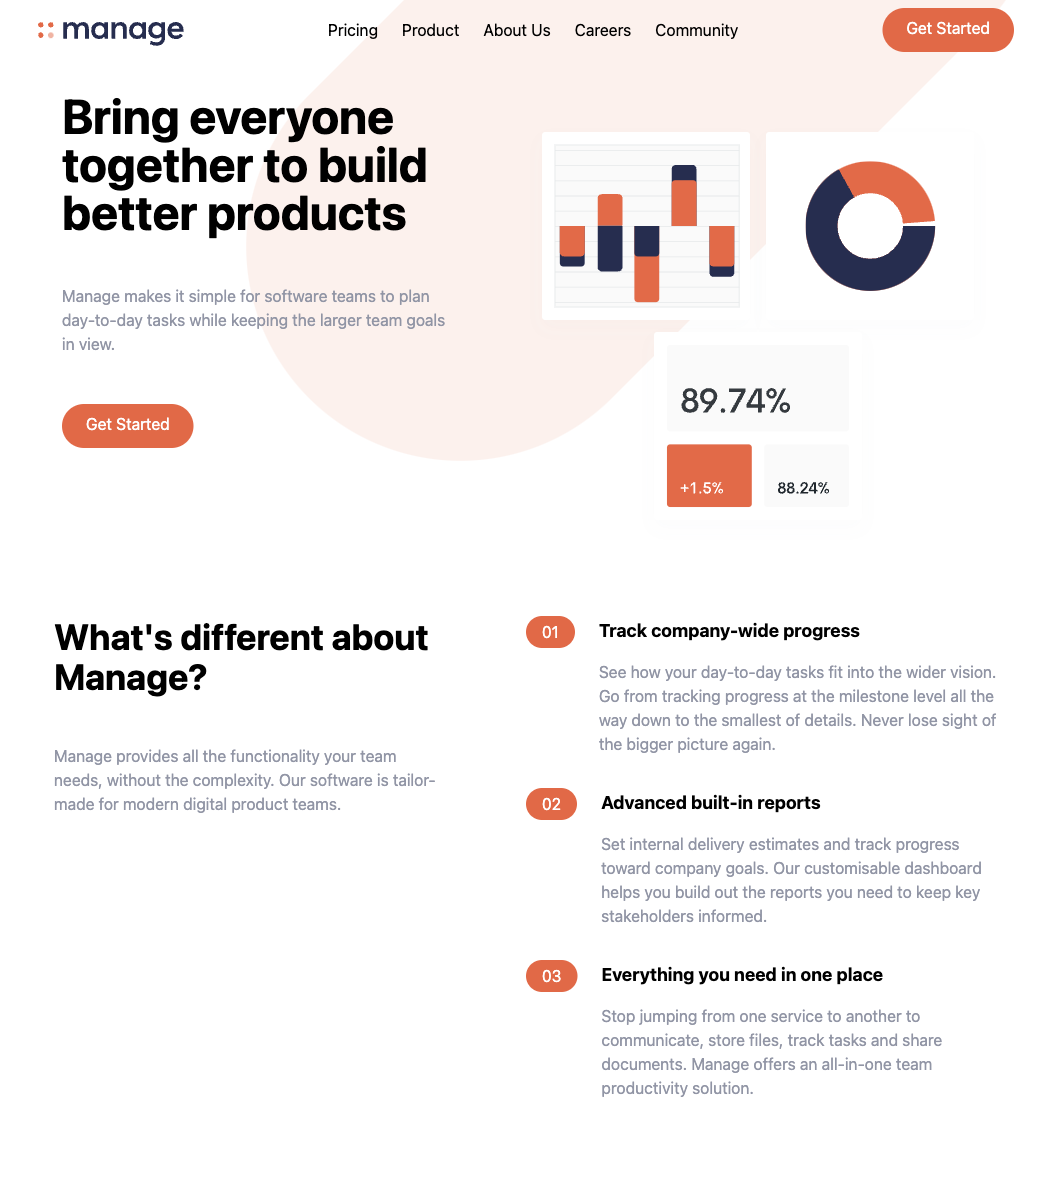 manage
Pricing
Product
About Us
Careers
Community
Get Started
Bring everyone
together to build
better products
Manage makes it simple for software teams to plan
day-to-day tasks while keeping the larger team goals
in view.
Get Started
89.74%
+1.5%
88.24%
What's different about
Manage?
Manage provides all the functionality your team
needs, without the complexity. Our software is tailor-
made for modern digital product teams.
01
Track company-wide progress
See how your day-to-day tasks fit into the wider vision.
Go from tracking progress at the milestone level all the
way down to the smallest of details. Never lose sight of
the bigger picture again.
02
Advanced built-in reports
Set internal delivery estimates and track progress
toward company goals. Our customisable dashboard
helps you build out the reports you need to keep key
stakeholders informed.
03
Everything you need in one place
Stop jumping from one service to another to
communicate, store files, track tasks and share
documents. Manage offers an all-in-one team
productivity solution.